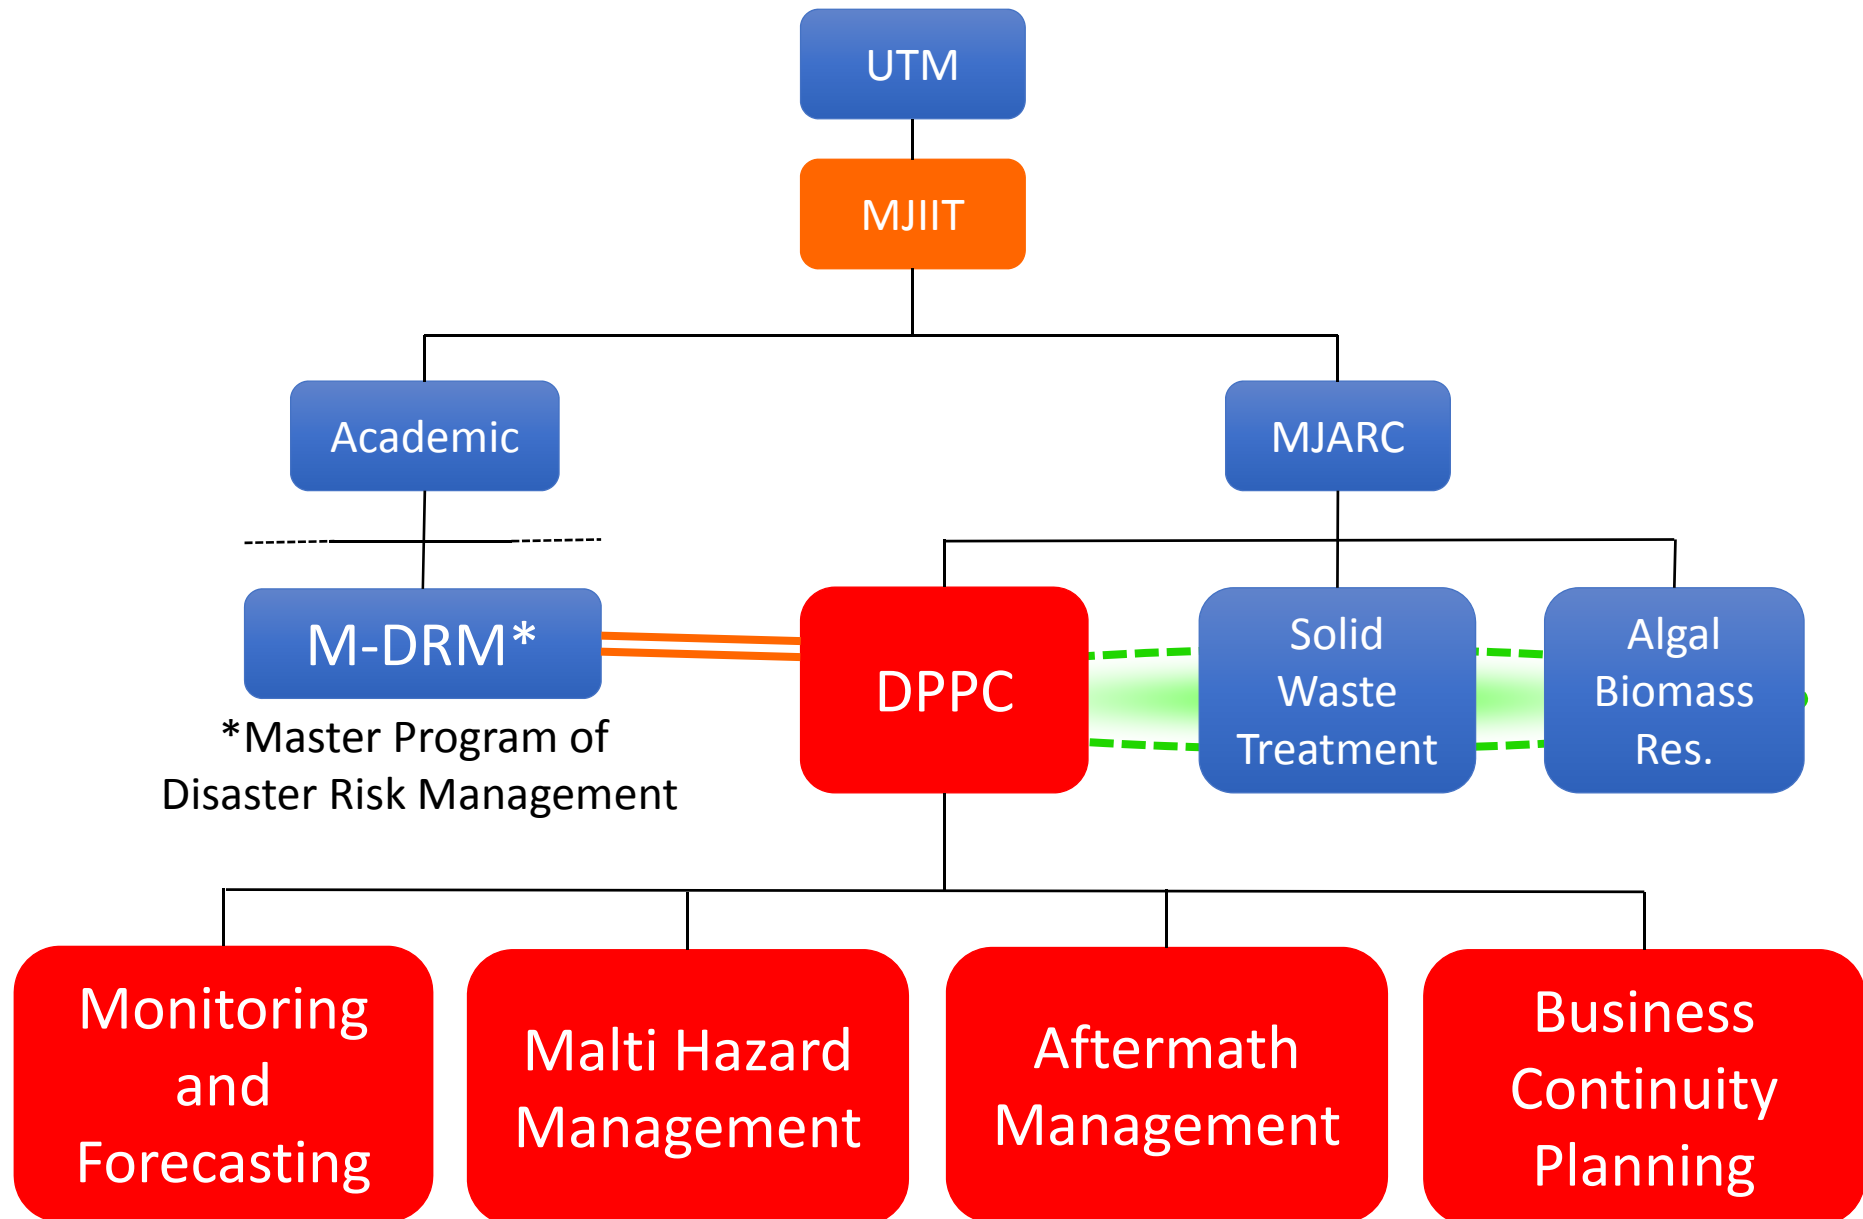 UTM
MJIIT
Academic
MJARC
M-DRM*
*Master Program of
Disaster Risk Management
DPPC
Solid
Waste
Treatment
Algal
Biomass
Res.
Monitoring
and
Forecasting
Malti Hazard
Management
Aftermath
Management
Business
Continuity
Planning